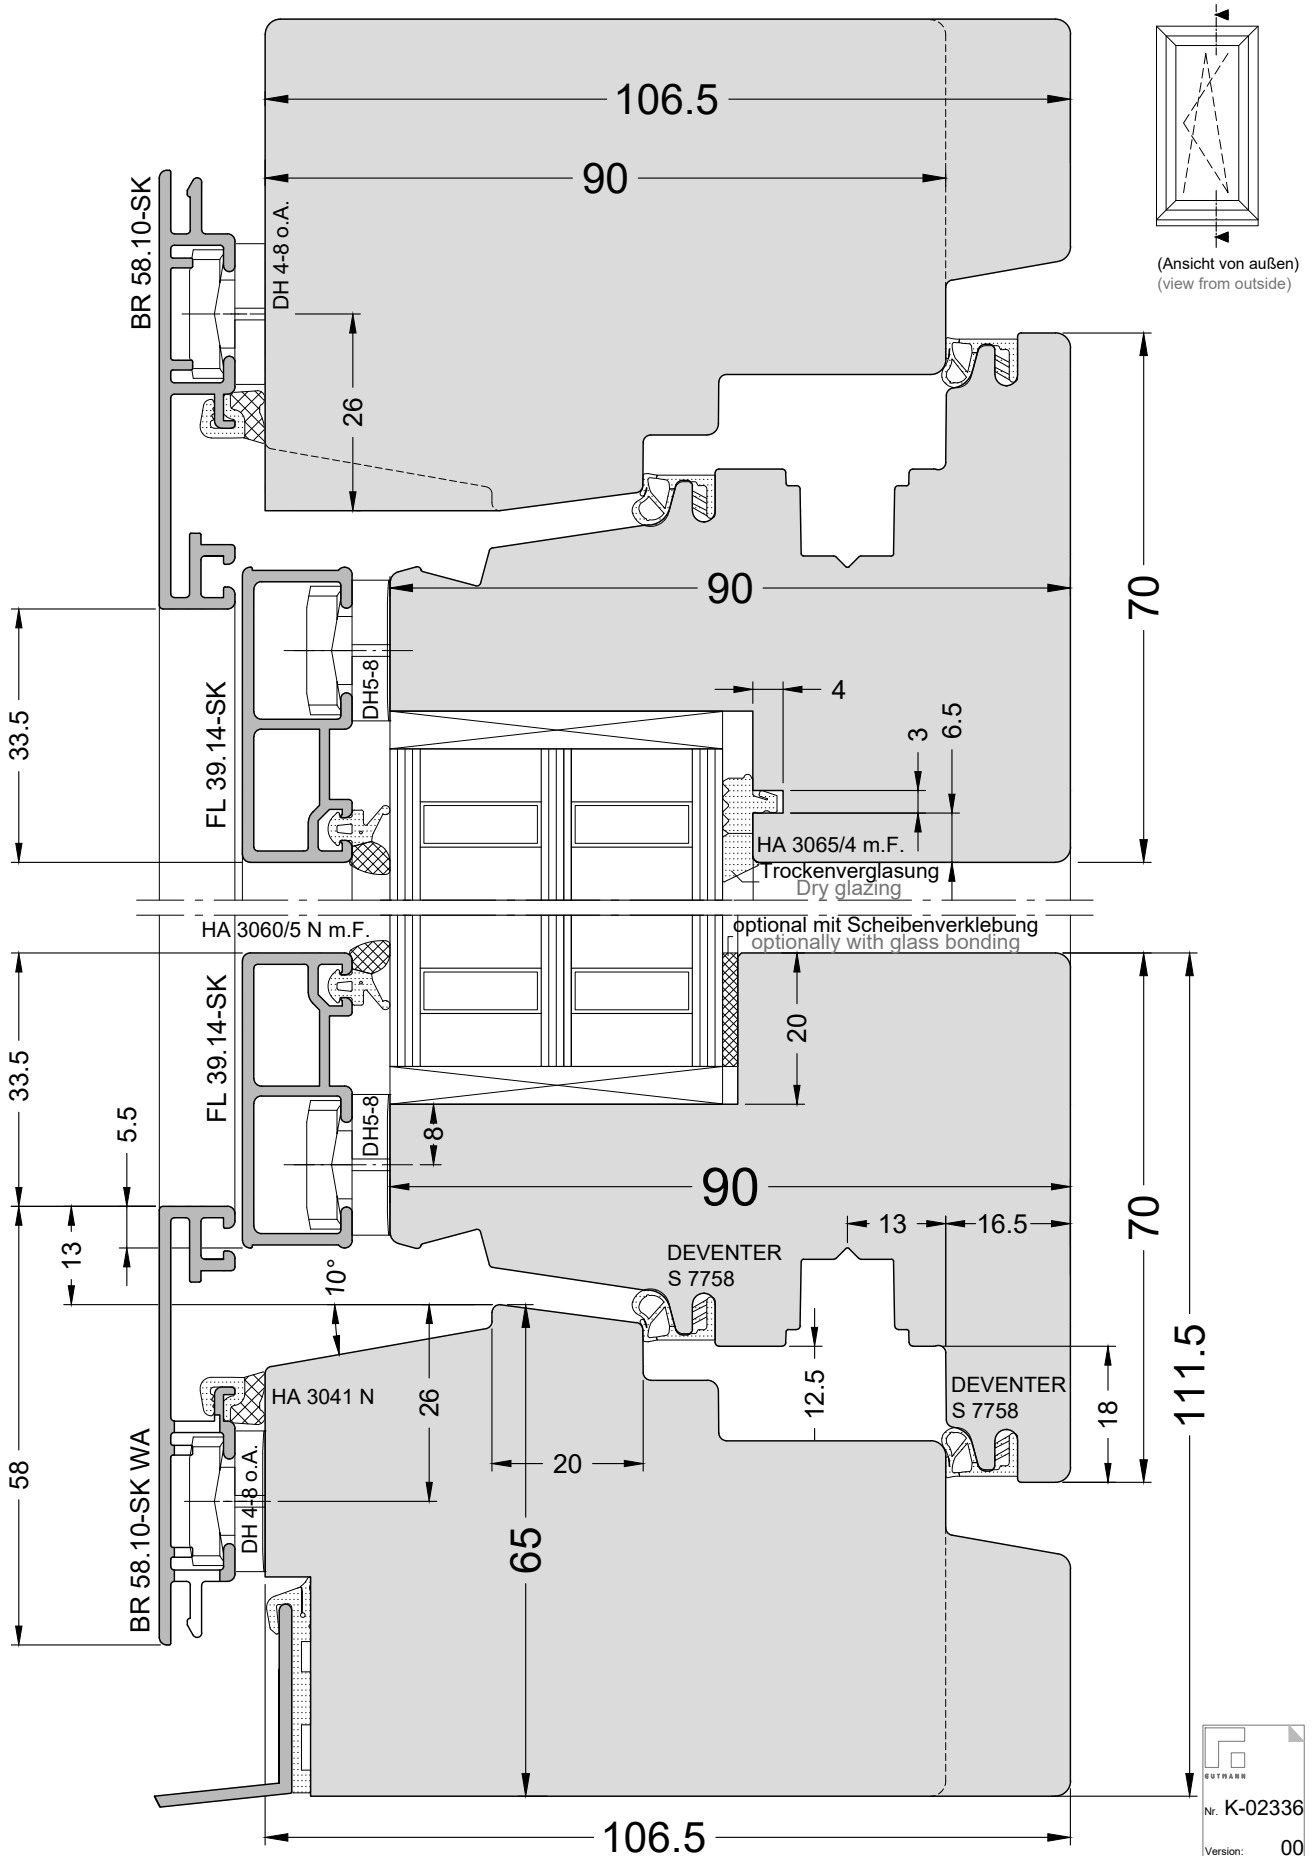 106.5
90
BR 58.10-SK
DH 4-8 o.A.
26
(Ansicht von außen)
(view from outside)
90
70
33.5
FL 39.14-SK
DH5-8
4
3
6.5
HA 3065/4 m.F.
Trockenverglasung
Dry glazing
HA 3060/5 N m.F.
optional mit Scheibenverklebung
optionally with glass bonding
33.5
FL 39.14-SK
20
5.5
DH5-8
8
90
70
13
13
16.5
10°
DEVENTER
S 7758
111.5
58
BR 58.10-SK WA
HA 3041 N
26
12.5
DEVENTER
S 7758
18
DH 4-8 o.A.
20
65
106.5
GUTMANN
Nr. K-02336
Version: 00